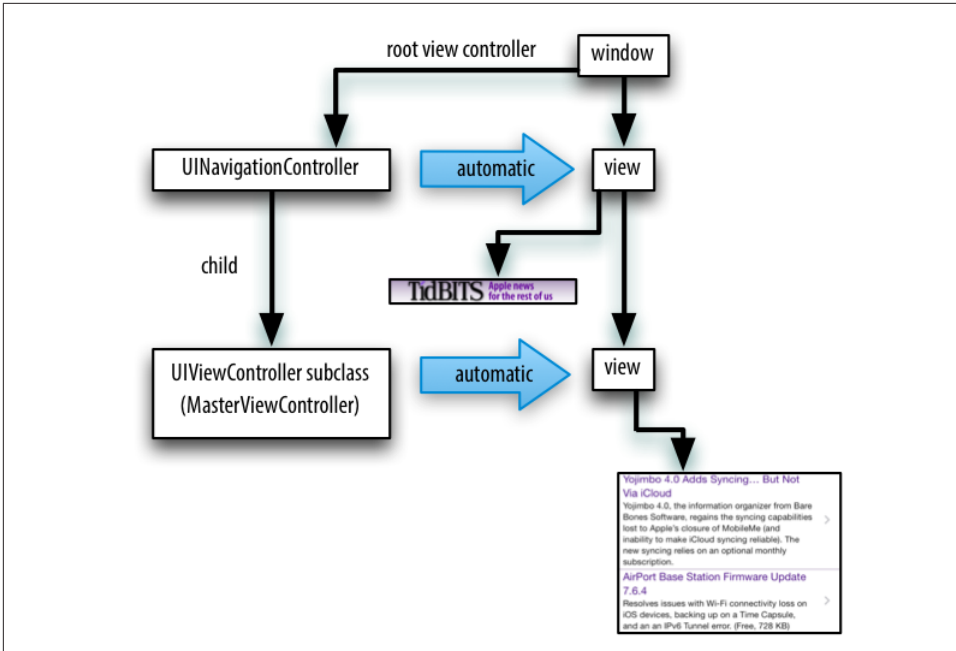 root view controller
window
UINavigationController
automatic
view
child
TidBITS
Apple news
for the rest of us
UIViewController subclass
(MasterViewController)
automatic
view
Yojimbo 4.0 Adds Syncing… But Not
Via iCloud
Yojimbo 4.0, the information organizer from Bare
Bones Software, regains the syncing capabilities
lost to Apple's closure of MobileMe (and
inability to make iCloud syncing reliable). The
new syncing relies on an optional monthly
subscription.
AirPort Base Station Firmware Update
7.6.4
Resolves issues with Wi-Fi connectivity loss on
iOS devices, backing up on a Time Capsule,
and an an IPv6 Tunnel error. (Free, 728 KB)